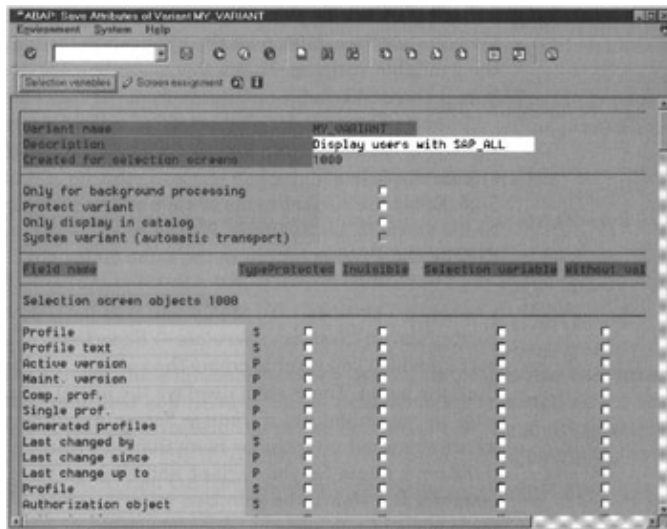 ABAP: Save Attributes of Variant MY_VARIANT
Environment System Help
Selection variables Screen assignment
Variant name MY_VARIANT
Description Display users with SAP_ALL
Created for selection screens 1000
Only for background processing
Protect variant
Only display in catalog
System variant (automatic transport)
Field name Type Protected Invisible Selection variable Without val
Selection screen objects 1000
Profile S
Profile text S
Active version P
Maint. version P
Comp. prof. P
Single prof. P
Generated profiles P
Last changed by S
Last change since P
Last change up to P
Profile S
Authorization object S